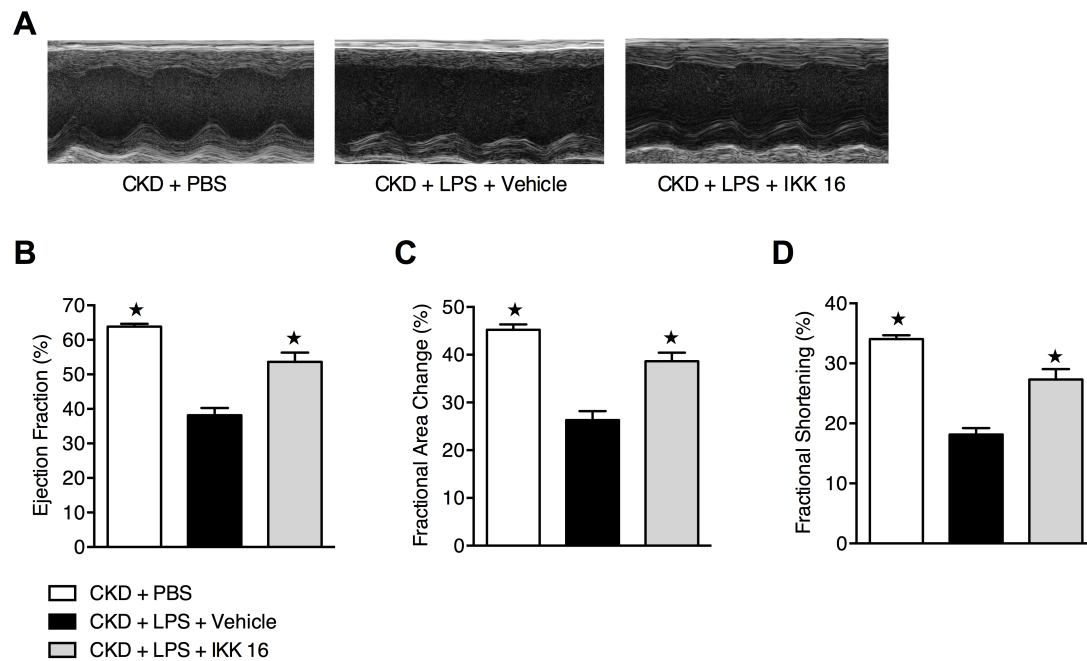 A
CKD + PBS
CKD + LPS + Vehicle
CKD + LPS + IKK 16
B
Ejection Fraction (%)
70
60
50
40
30
20
10
0
★
★
C
Fractional Area Change (%)
50
40
30
20
10
0
★
★
D
Fractional Shortening (%)
40
30
20
10
0
★
★
CKD + PBS
CKD + LPS + Vehicle
CKD + LPS + IKK 16